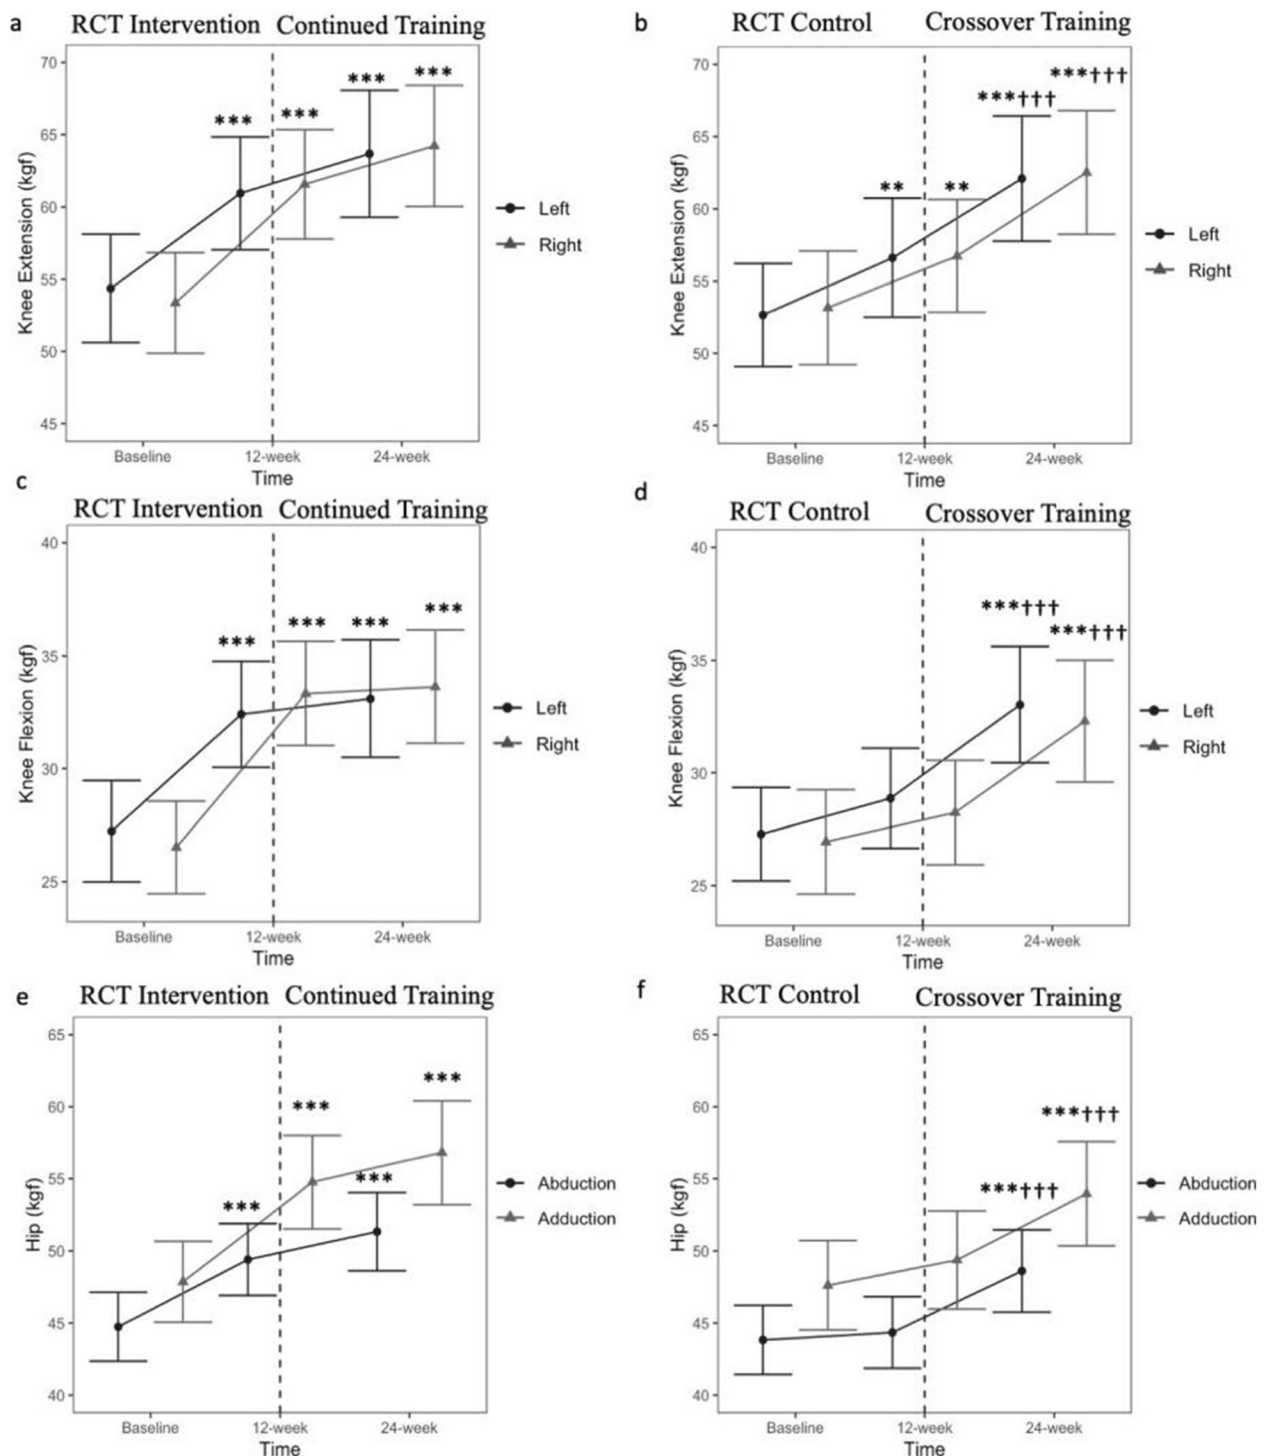 a
RCT Intervention Continued Training
70
65
60
55
50
45
Knee Extension (kgf)
***
***
***
***
Left
Right
Baseline 12-week 24-week
Time
b
RCT Control Crossover Training
70
65
60
55
50
45
Knee Extension (kgf)
**
**
***†††
***†††
Left
Right
Baseline 12-week 24-week
Time
c
RCT Intervention Continued Training
40
35
30
25
Knee Flexion (kgf)
***
***
***
***
Left
Right
Baseline 12-week 24-week
Time
d
RCT Control Crossover Training
40
35
30
25
Knee Flexion (kgf)
***†††
***†††
Left
Right
Baseline 12-week 24-week
Time
e
RCT Intervention Continued Training
65
60
55
50
45
40
Hip (kgf)
***
***
***
***
Abduction
Adduction
Baseline 12-week 24-week
Time
f
RCT Control Crossover Training
65
60
55
50
45
40
Hip (kgf)
***†††
***†††
Abduction
Adduction
Baseline 12-week 24-week
Time